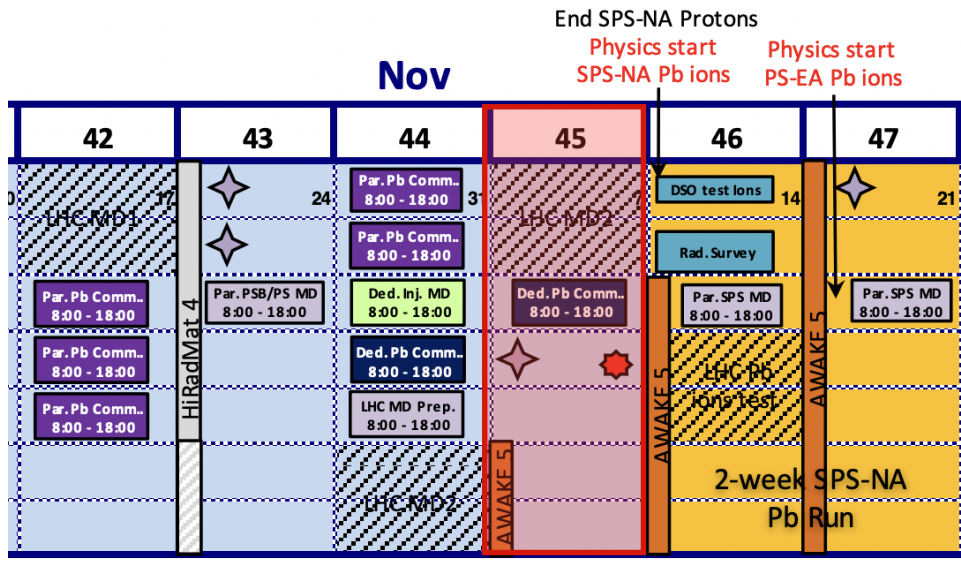 End SPS-NA Protons
Physics start
SPS-NA Pb ions
Physics start
PS-EA Pb ions
Nov
42
43
44
45
46
47
17
24
31
7
14
21
LHC MD1
Par. Pb Comm..
8:00 - 18:00
Par. Pb Comm..
8:00 - 18:00
Par. Pb Comm..
8:00 - 18:00
HiRadMat 4
Par. PSB/PS MD
8:00 - 18:00
Par. Pb Comm..
8:00 - 18:00
Par. Pb Comm..
8:00 - 18:00
Ded. Inj. MD
8:00 - 18:00
Ded. Pb Comm..
8:00 - 18:00
LHC MD Prep.
8:00 - 18:00
LHC MD2
LHC MD2
Ded. Pb Comm..
8:00 - 18:00
AWAKE 5
AWAKE 5
DSO test Ions
Rad. Survey
Par. SPS MD
8:00 - 18:00
LHC Pb
ions test
AWAKE 5
Par. SPS MD
8:00 - 18:00
2-week SPS-NA
Pb Run